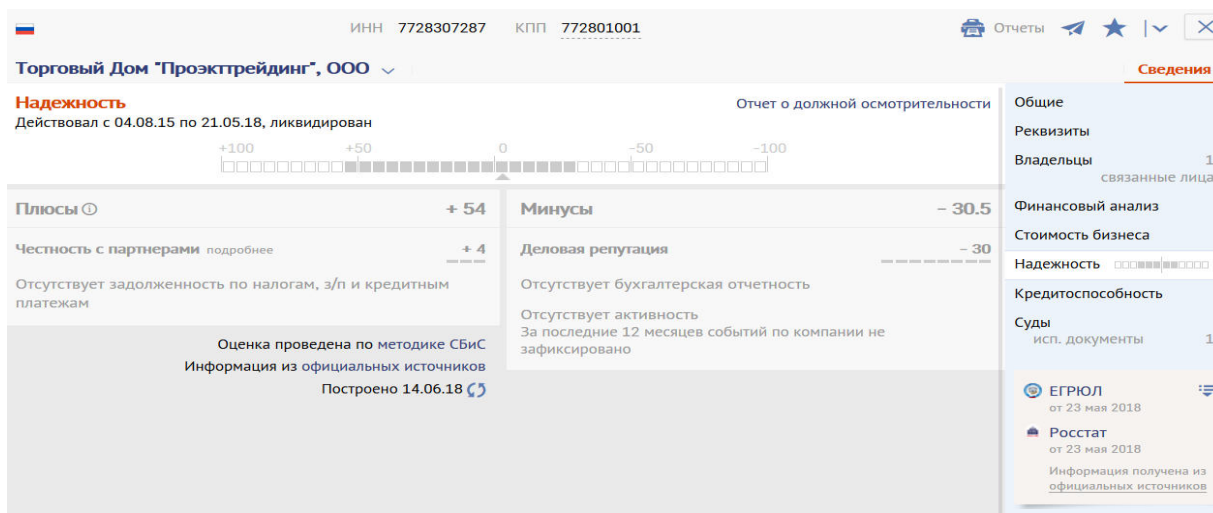 ИНН 7728307287 КПП 772801001 Отчеты
Торговый Дом "Проэкттрейдинг", ООО
Сведения
Надежность
Отчет о должной осмотрительности
Действовал с 04.08.15 по 21.05.18, ликвидирован
+100 +50 0 -50 -100
Плюсы + 54
Честность с партнерами подробнее + 4
Отсутствует задолженность по налогам, з/п и кредитным
платежам
Оценка проведена по методике СБиС
Информация из официальных источников
Построено 14.06.18
Минусы - 30.5
Деловая репутация - 30
Отсутствует бухгалтерская отчетность
Отсутствует активность
За последние 12 месяцев событий по компании не
зафиксировано
Общие
Реквизиты
Владельцы 1
связанные лица
Финансовый анализ
Стоимость бизнеса
Надежность
Кредитоспособность
Суды
исп. документы 1
ЕГРЮЛ
от 23 мая 2018
Росстат
от 23 мая 2018
Информация получена из
официальных источников